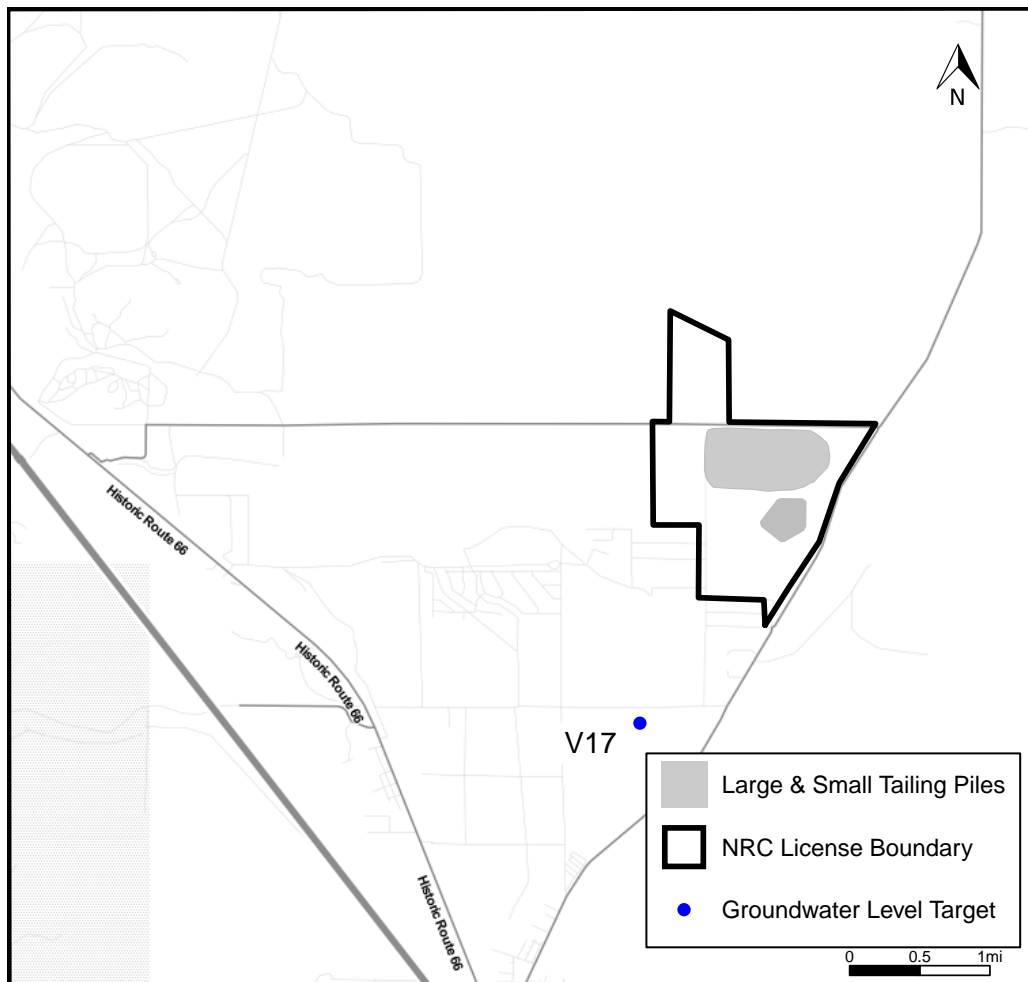 N
Historic Route 66
Historic Route 66
V17
Large & Small Tailing Piles
NRC License Boundary
Groundwater Level Target
Historic Route 66
0 0.5 1mi